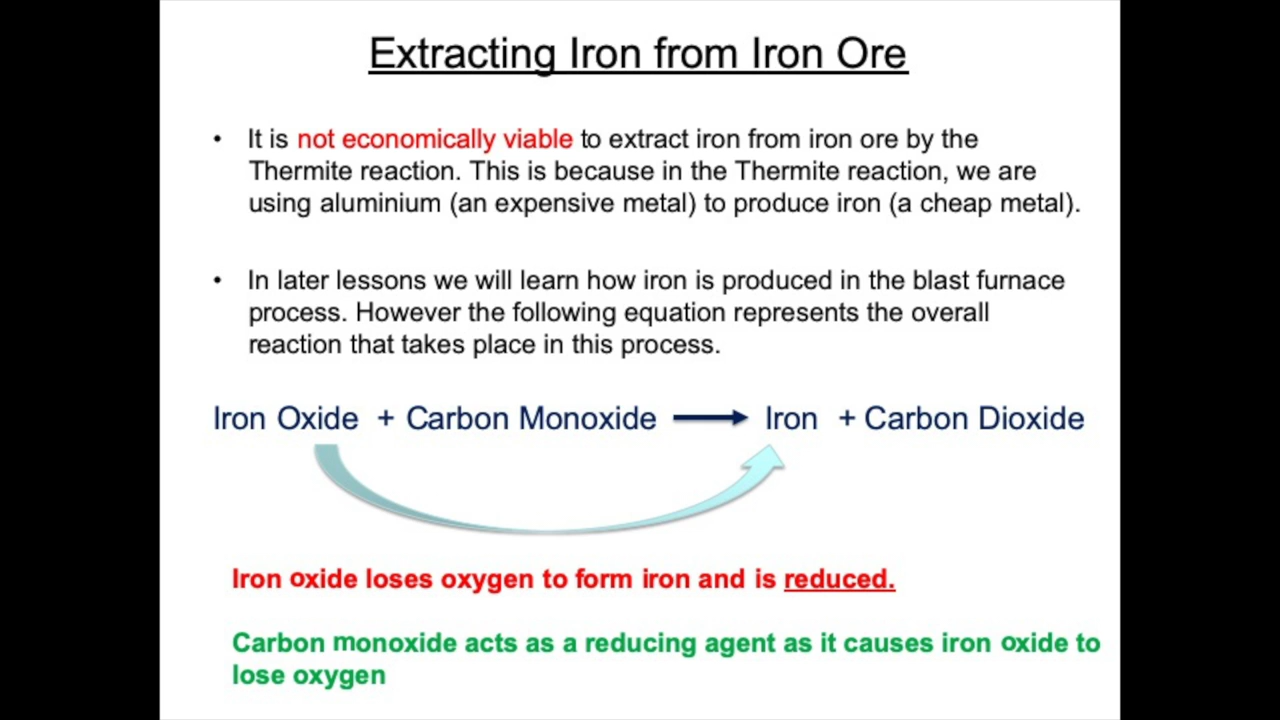 Extracting Iron from Iron Ore
• It is not economically viable to extract iron from iron ore by the
Thermite reaction. This is because in the Thermite reaction, we are
using aluminium (an expensive metal) to produce iron (a cheap metal).
• In later lessons we will learn how iron is produced in the blast furnace
process. However the following equation represents the overall
reaction that takes place in this process.
Iron Oxide + Carbon Monoxide ⟶ Iron + Carbon Dioxide
Iron oxide loses oxygen to form iron and is reduced.
Carbon monoxide acts as a reducing agent as it causes iron oxide to
lose oxygen